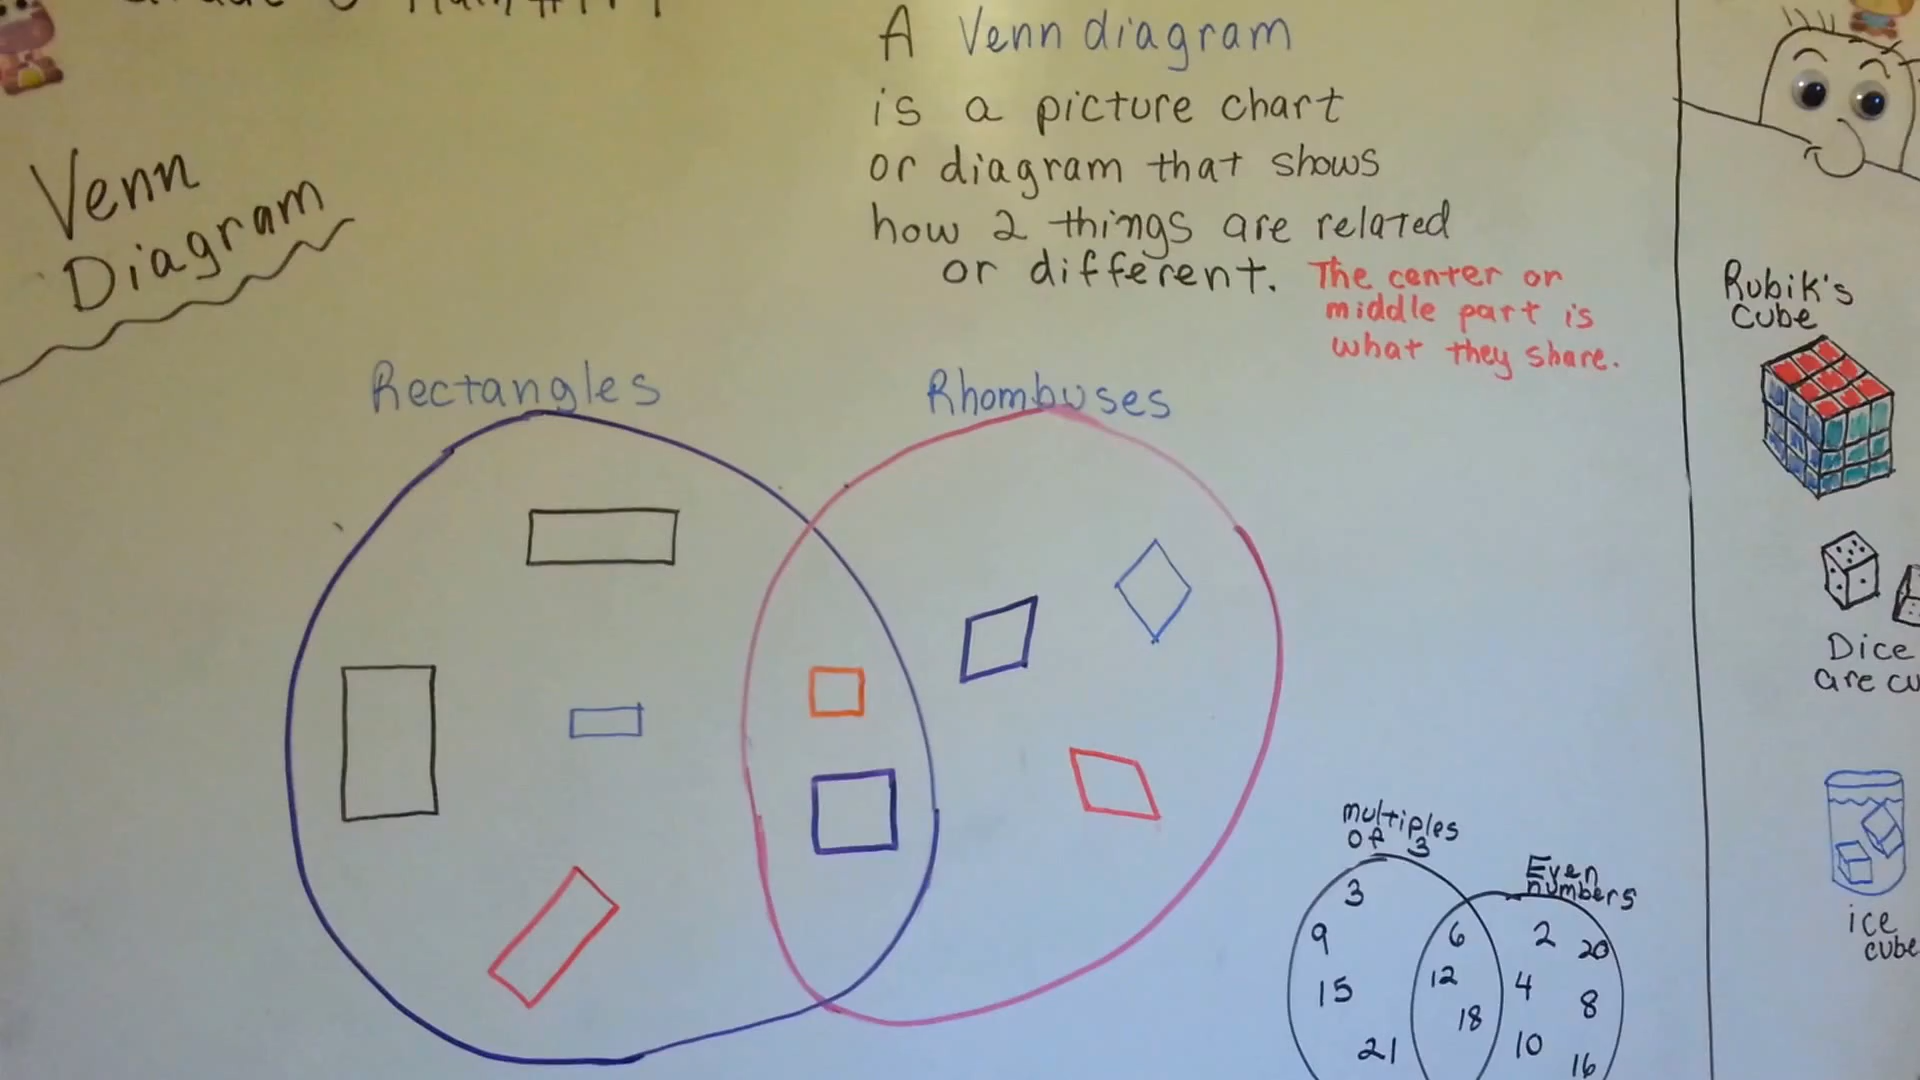 Venn
Diagram
A Venn diagram
is a picture chart
or diagram that shows
how 2 things are related
or different.
The center or
middle part is
what they share.
Rectangles
Rhombuses
multiples
of 3
3
9
15
21
6
12
18
Even
numbers
2
20
4
8
10
16
Rubik's
cube
Dice
are
ice
cube